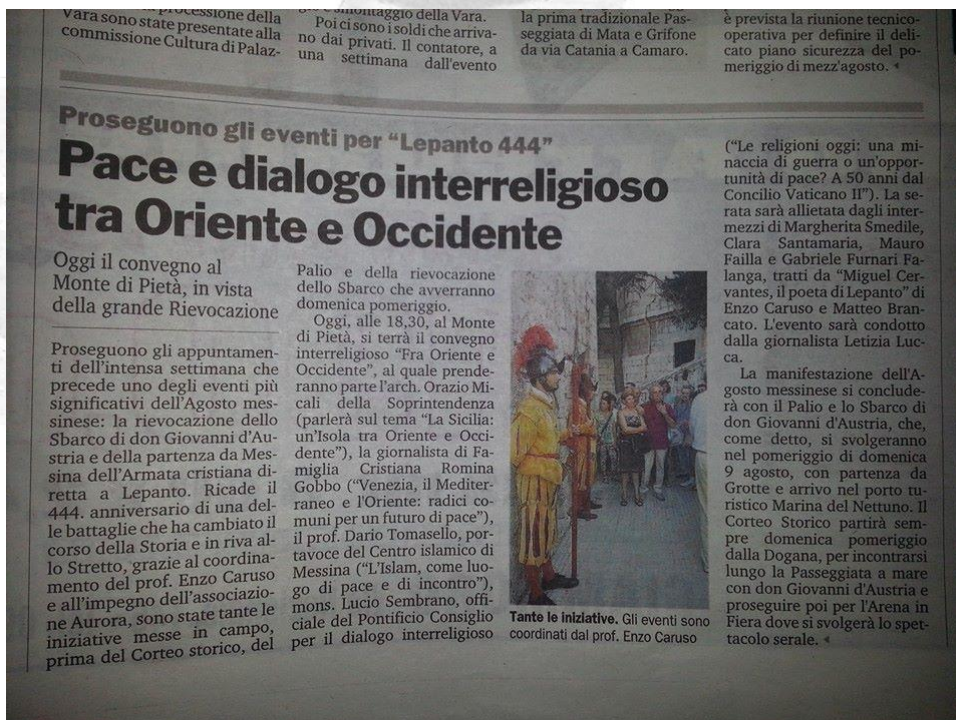 processione della
Vara sono state presentate alla
commissione Cultura di Palaz-
montaggio della Vara.
Poi ci sono i soldi che arriva-
no dai privati. Il contatore, a
una settimana dall'evento
la prima tradizionale Pas-
seggiata di Mata e Grifone
da via Catania a Camaro.
è prevista la riunione tecnico-
operativa per definire il deli-
cato piano sicurezza del po-
meriggio di mezz'agosto.
Proseguono gli eventi per “Lepanto 444”
Pace e dialogo interreligioso
tra Oriente e Occidente
Oggi il convegno al
Monte di Pietà, in vista
della grande Rievocazione
Proseguono gli appuntamen-
ti dell'intensa settimana che
precede uno degli eventi più
significativi dell'Agosto mes-
sinese: la rievocazione dello
Sbarco di don Giovanni d'Au-
stria e della partenza da Mes-
sina dell'Armata cristiana di-
retta a Lepanto. Ricade il
444. anniversario di una del-
le battaglie che ha cambiato il
corso della Storia e in riva al-
lo Stretto, grazie al coordina-
mento del prof. Enzo Caruso
e all'impegno dell'associazio-
ne Aurora, sono state tante le
iniziative messe in campo,
prima del Corteo storico, del
Palio e della rievocazione
dello Sbarco che avverranno
domenica pomeriggio.
Oggi, alle 18,30, al Monte
di Pietà, si terrà il convegno
interreligioso “Fra Oriente e
Occidente”, al quale prende-
ranno parte l'arch. Orazio Mi-
cali della Soprintendenza
(parlerà sul tema “La Sicilia:
un'Isola tra Oriente e Occi-
dente”), la giornalista di Fa-
miglia Cristiana Romina
Gobbo (“Venezia, il Mediter-
raneo e l'Oriente: radici co-
muni per un futuro di pace”),
il prof. Dario Tomasello, por-
tavoce del Centro islamico di
Messina (“L'Islam, come luo-
go di pace e di incontro”),
mons. Lucio Sembrano, offi-
ciale del Pontificio Consiglio
per il dialogo interreligioso
Tante le iniziative. Gli eventi sono
coordinati dal prof. Enzo Caruso
(“Le religioni oggi: una mi-
naccia di guerra o un'oppor-
tunità di pace? A 50 anni dal
Concilio Vaticano II”). La se-
rata sarà allietata dagli inter-
mezzi di Margherita Smedile,
Clara Santamaria, Mauro
Failla e Gabriele Furnari Fa-
langa, tratti da “Miguel Cer-
vantes, il poeta di Lepanto” di
Enzo Caruso e Matteo Bran-
cato. L'evento sarà condotto
dalla giornalista Letizia Luc-
ca.
La manifestazione dell'A-
gosto messinese si conclude-
rà con il Palio e lo Sbarco di
don Giovanni d'Austria, che,
come detto, si svolgeranno
nel pomeriggio di domenica
9 agosto, con partenza da
Grotte e arrivo nel porto tu-
ristico Marina del Nettuno. Il
Corteo Storico partirà sem-
pre domenica pomeriggio
dalla Dogana, per incontrarsi
lungo la Passeggiata a mare
con don Giovanni d'Austria e
proseguire poi per l'Arena in
Fiera dove si svolgerà lo spet-
tacolo serale.